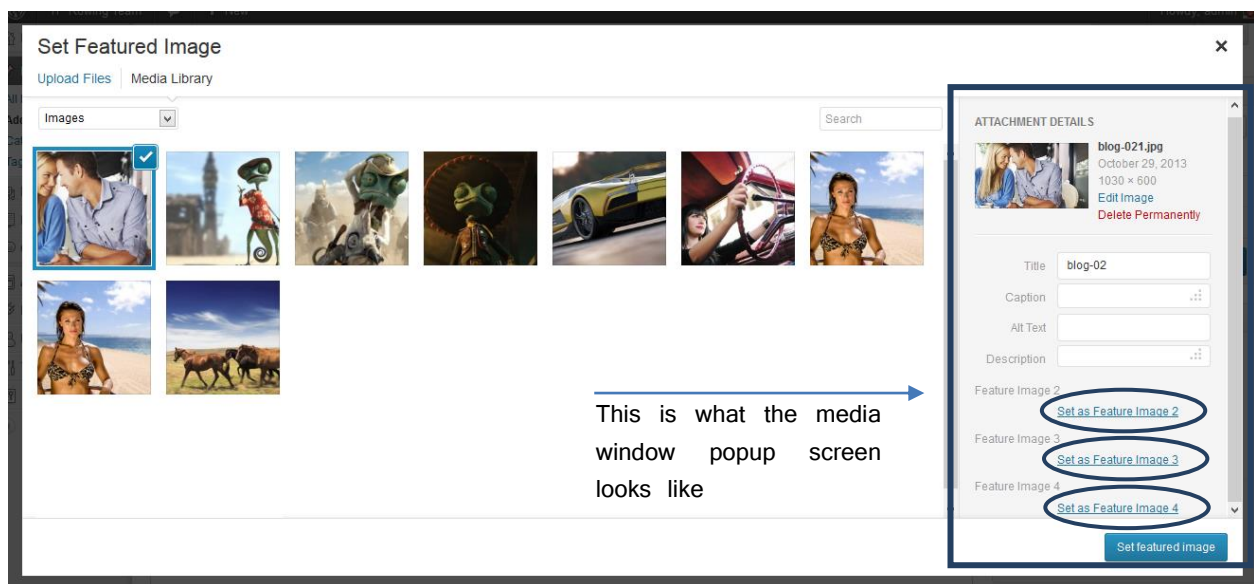 Set Featured Image
×
Upload Files Media Library
Images
Search
ATTACHMENT DETAILS
blog-021.jpg
October 29, 2013
1030 × 600
Edit Image
Delete Permanently
Title blog-02
Caption
Alt Text
Description
Feature Image 2
Set as Feature Image 2
Feature Image 3
Set as Feature Image 3
Feature Image 4
Set as Feature Image 4
This is what the media
window popup screen
looks like
Set featured image